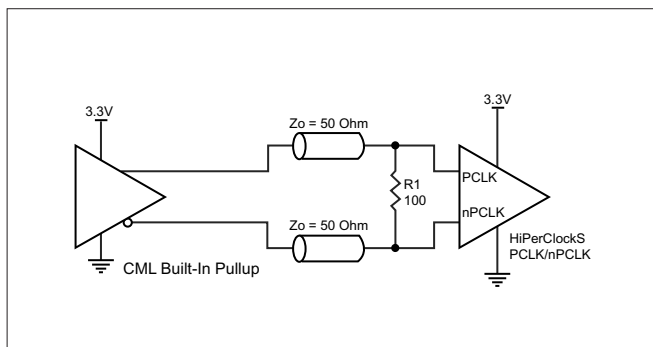 3.3V
Zo = 50 Ohm
3.3V
PCLK
R1
100
nPCLK
Zo = 50 Ohm
HiPerClockS
PCLK/nPCLK
CML Built-In Pullup